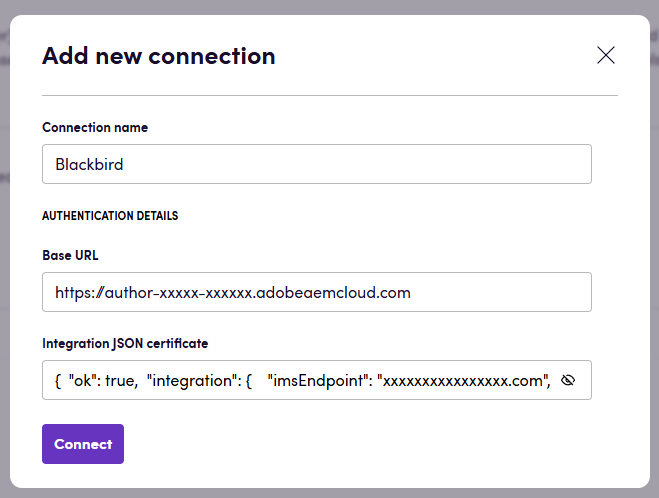 Add new connection
Connection name
Blackbird
AUTHENTICATION DETAILS
Base URL
https://author-xxxxx-xxxxxx.adobeaemcloud.com
Integration JSON certificate
{ "ok": true, "integration": { "imsEndpoint": "xxxxxxxxxxxxxxxx.com",
Connect